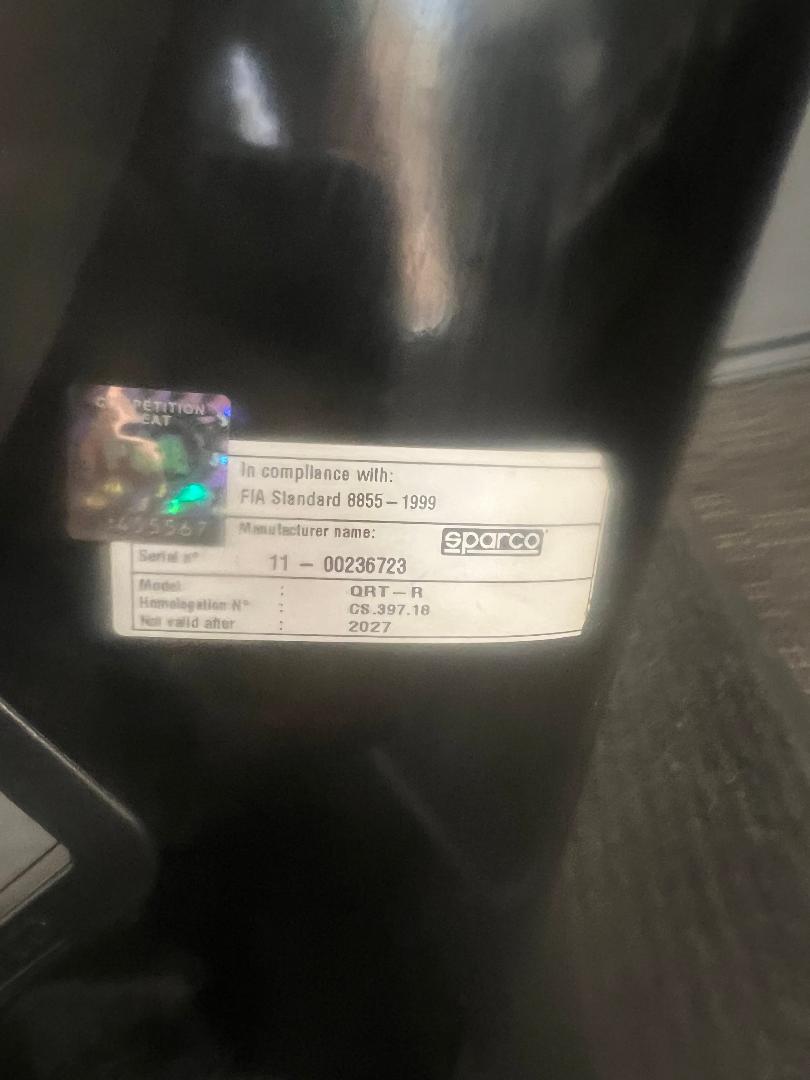 COMPETITION
SEAT
In compliance with:
FIA Standard 8855-1999
Manufacturer name:
sparco
Serial n° 11 - 00236723
Model : QRT-R
Homologation N° : CS.397.18
Not valid after : 2027